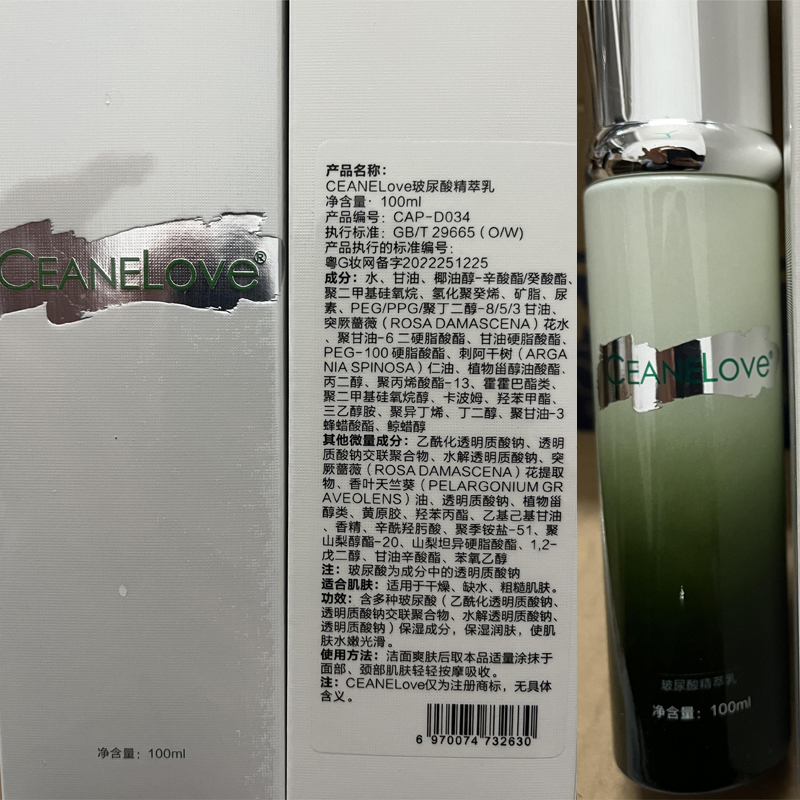 CEANELove®
净含量：100ml
产品名称：
CEANELove玻尿酸精萃乳
净含量：100ml
产品编号：CAP-D034
执行标准：GB/T 29665（O/W）
产品执行的标准编号：
粤G妆网备字2022251225
成分：水、甘油、椰油醇-辛酸酯/癸酸酯、
聚二甲基硅氧烷、氢化聚癸烯、矿脂、尿
素、PEG/PPG/聚丁二醇-8/5/3 甘油、
突厥蔷薇（ROSA DAMASCENA）花水
、聚甘油-6 二硬脂酸酯、甘油硬脂酸酯、
PEG-100 硬脂酸酯、刺阿干树（ARGA
NIA SPINOSA）仁油、植物甾醇油酸酯、
丙二醇、聚丙烯酸酯-13、霍霍巴酯类、
聚二甲基硅氧烷醇、卡波姆、羟苯甲酯、
三乙醇胺、聚异丁烯、丁二醇、聚甘油-3
蜂蜡酸酯、鲸蜡醇
其他微量成分：乙酰化透明质酸钠、透明
质酸钠交联聚合物、水解透明质酸钠、突
厥蔷薇（ROSA DAMASCENA）花提取
物、香叶天竺葵（PELARGONIUM GR
AVEOLENS）油、透明质酸钠、植物甾
醇类、黄原胶、羟苯丙酯、乙基己基甘油
、香精、辛酰羟肟酸、聚季铵盐-51、聚
山梨醇酯-20、山梨坦异硬脂酸酯、1,2-
戊二醇、甘油辛酸酯、苯氧乙醇
注：玻尿酸为成分中的透明质酸钠
适合肌肤：适用于干燥、缺水、粗糙肌肤。
功效：含多种玻尿酸（乙酰化透明质酸钠、
透明质酸钠交联聚合物、水解透明质酸钠、
透明质酸钠）保湿成分，保湿润肤，使肌
肤水嫩光滑。
使用方法：洁面爽肤后取本品适量涂抹于
面部、颈部肌肤轻轻按摩吸收。
注：CEANELove仅为注册商标，无具体
含义。
6 970074 732630
CEANELove®
玻尿酸精萃乳
净含量：100ml